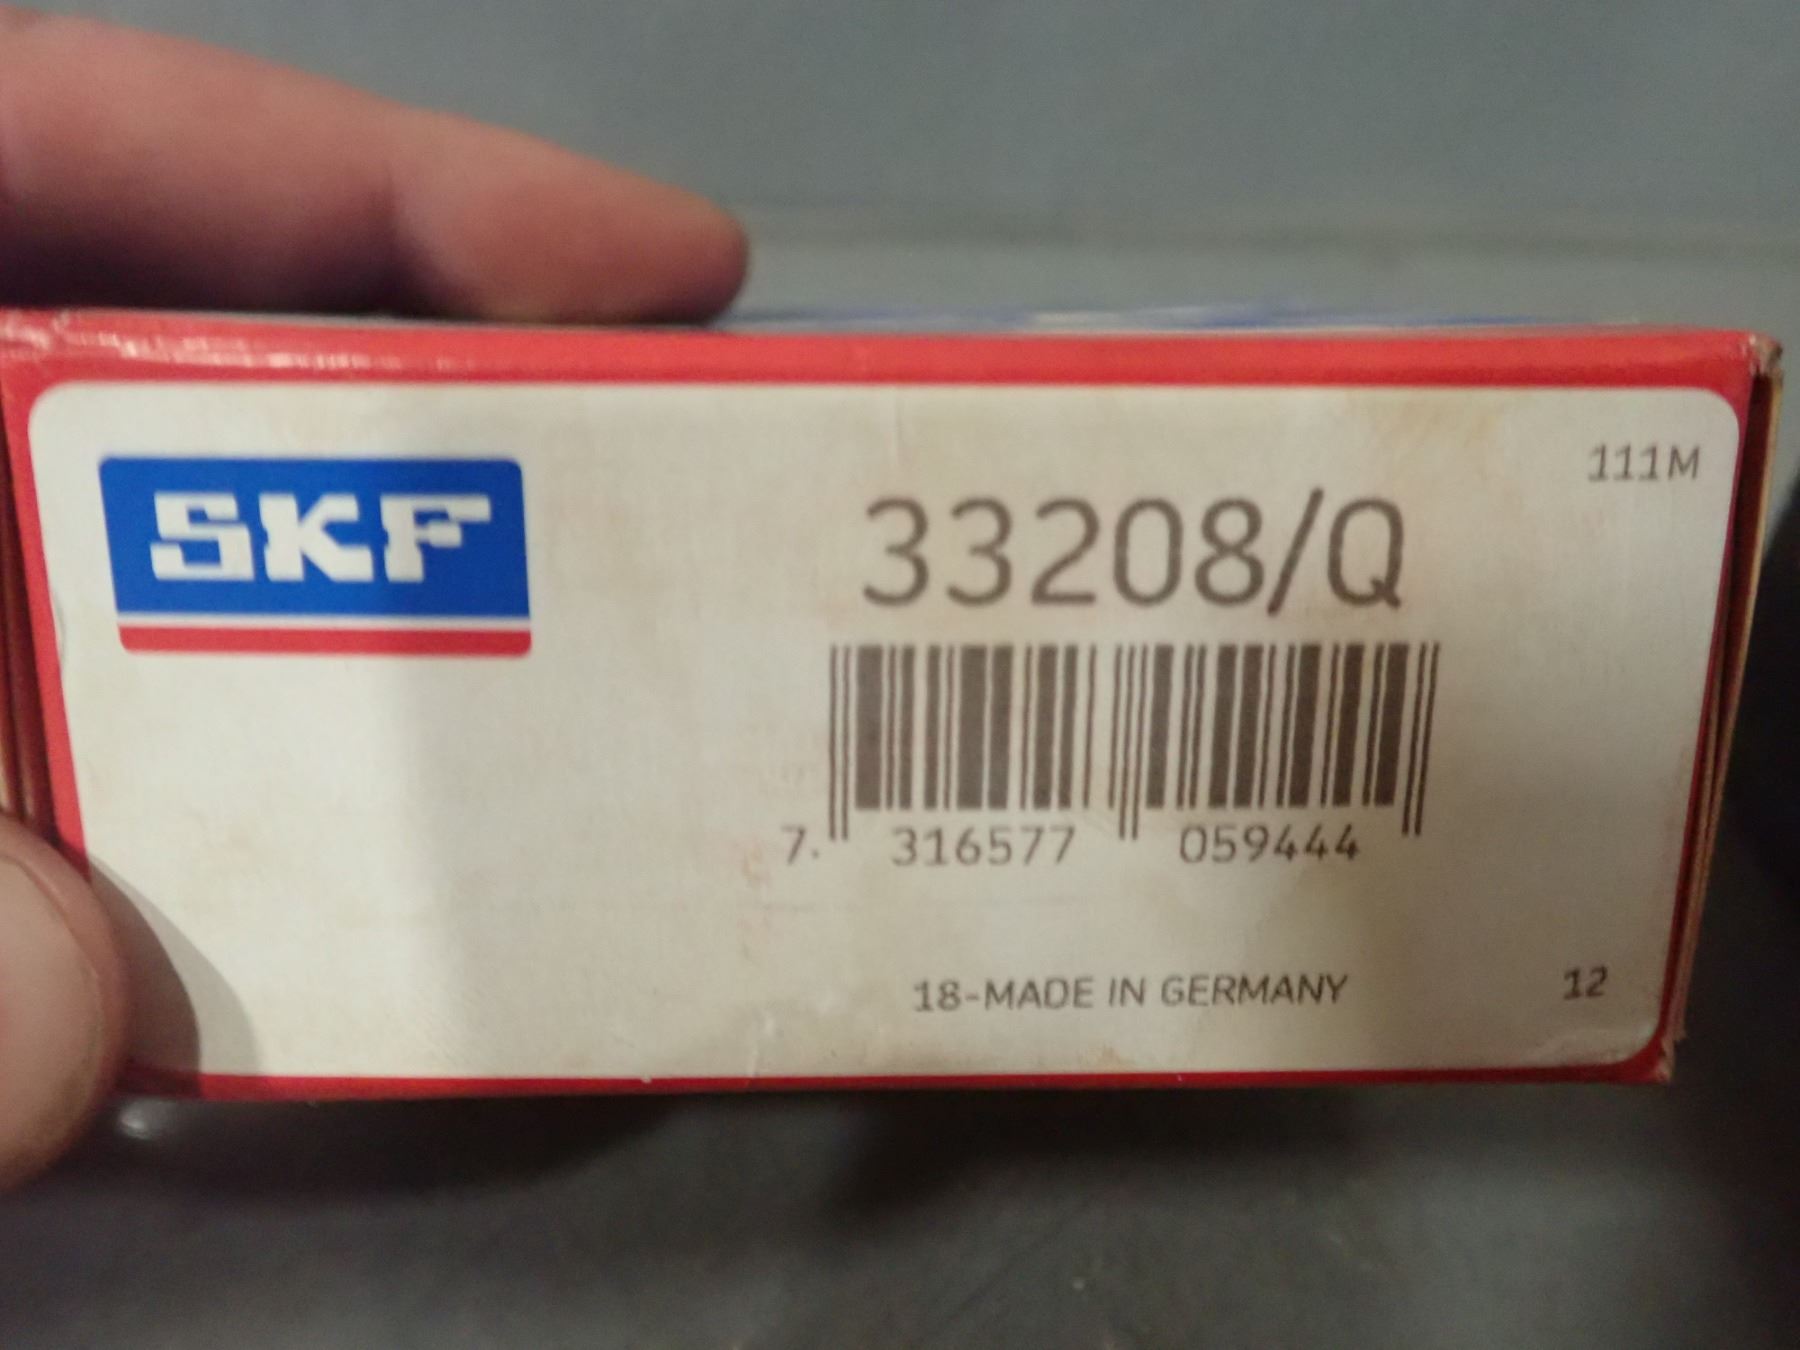 111M
SKF
33208/Q
7 316577 059444
18-MADE IN GERMANY
12